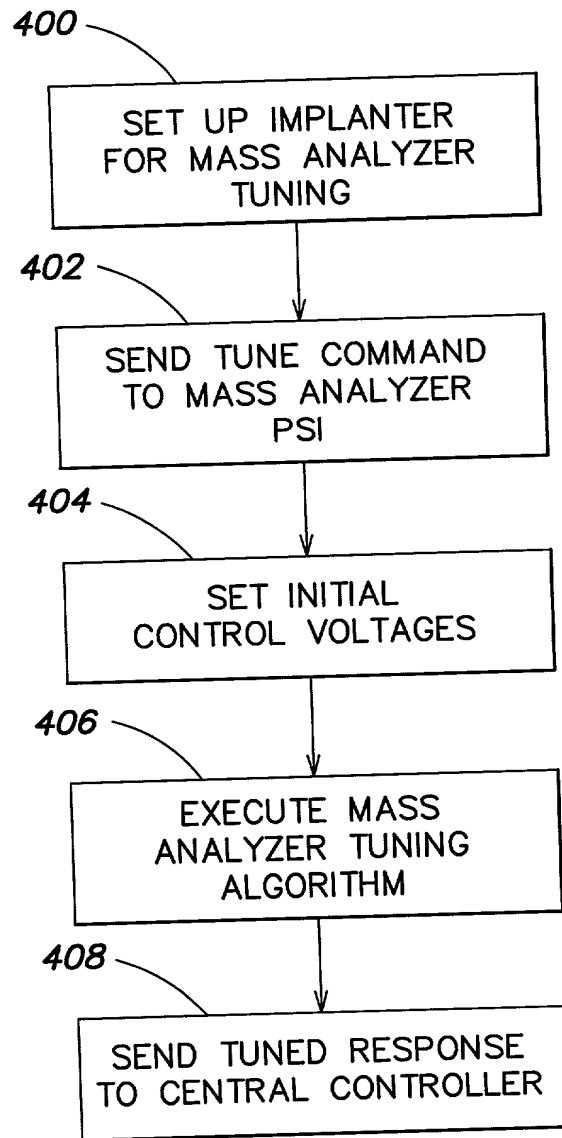 400
SET UP IMPLANTER
FOR MASS ANALYZER
TUNING
402
SEND TUNE COMMAND
TO MASS ANALYZER
PSI
404
SET INITIAL
CONTROL VOLTAGES
406
EXECUTE MASS
ANALYZER TUNING
ALGORITHM
408
SEND TUNED RESPONSE
TO CENTRAL CONTROLLER